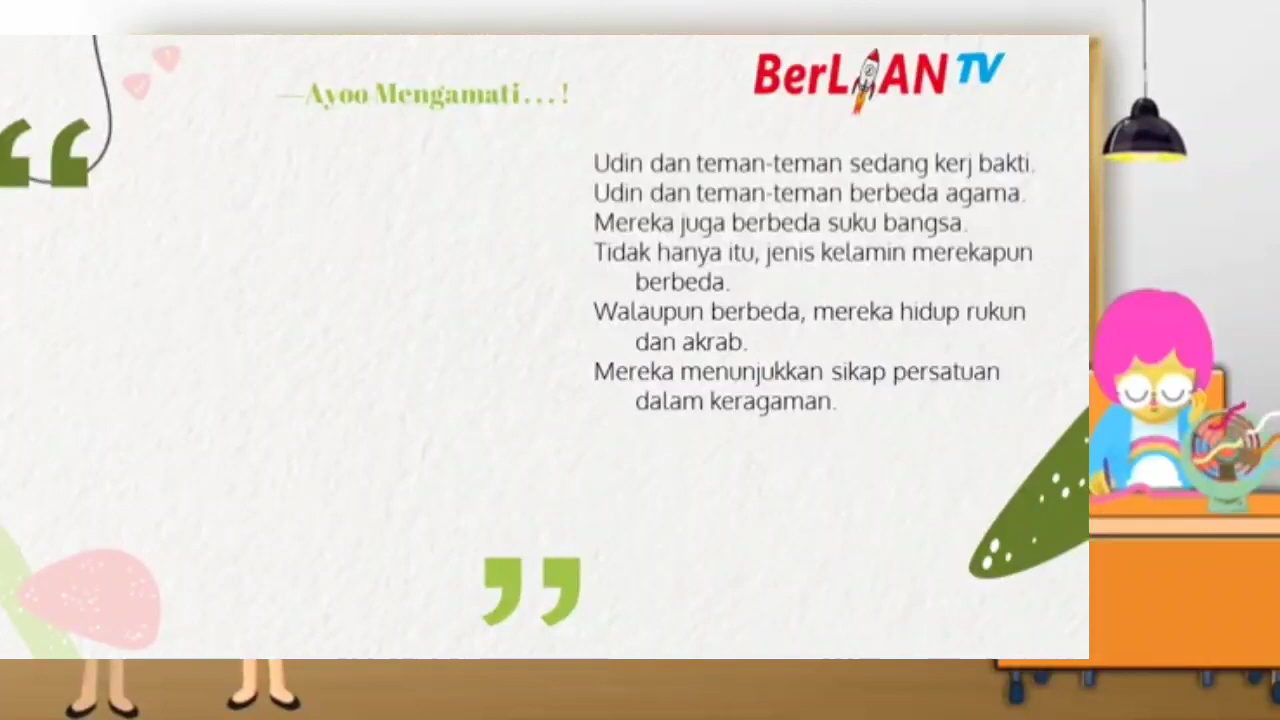 —Ayoo Mengamati...!
BerLIAN TV
Udin dan teman-teman sedang kerj bakti.
Udin dan teman-teman berbeda agama.
Mereka juga berbeda suku bangsa.
Tidak hanya itu, jenis kelamin merekapun
berbeda.
Walaupun berbeda, mereka hidup rukun
dan akrab.
Mereka menunjukkan sikap persatuan
dalam keragaman.